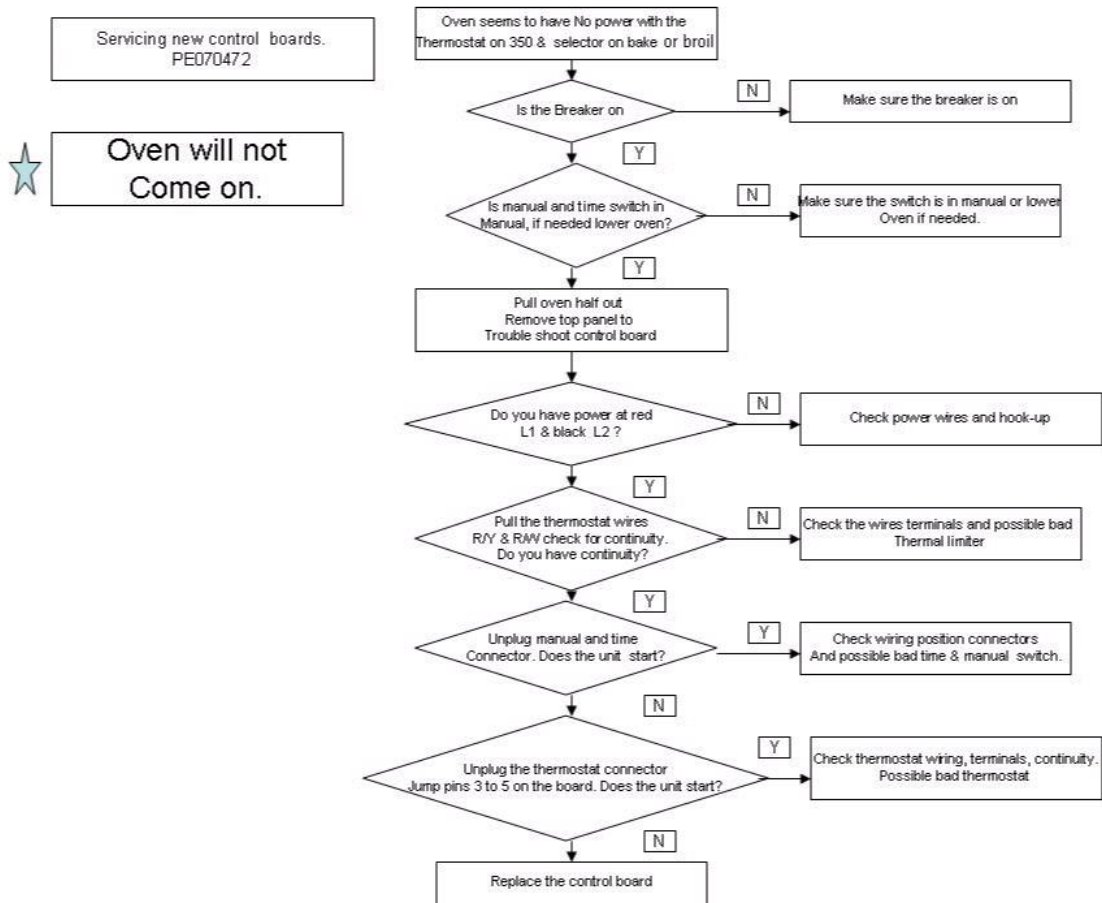 Servicing new control boards.
PE070472
Oven will not
Come on.
Oven seems to have No power with the
Thermostat on 350 & selector on bake or broil
Is the Breaker on
N
Make sure the breaker is on
Y
Is manual and time switch in
Manual, if needed lower oven?
N
Make sure the switch is in manual or lower
Oven if needed.
Y
Pull oven half out
Remove top panel to
Trouble shoot control board
Do you have power at red
L1 & black L2 ?
N
Check power wires and hook-up
Y
Pull the thermostat wires
R/Y & R/W check for continuity.
Do you have continuity?
N
Check the wires terminals and possible bad
Thermal limiter
Y
Unplug manual and time
Connector. Does the unit start?
Y
Check wiring position connectors
And possible bad time & manual switch.
N
Unplug the thermostat connector
Jump pins 3 to 5 on the board. Does the unit start?
Y
Check thermostat wiring, terminals, continuity.
Possible bad thermostat
N
Replace the control board